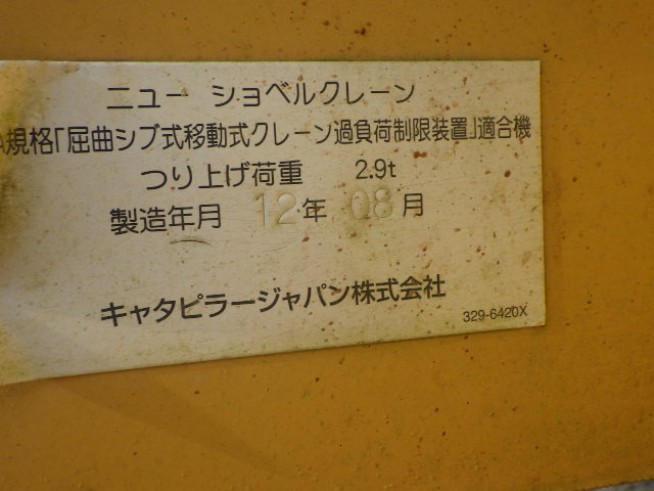 ニュー ショベルクレーン
A規格「屈曲ジブ式移動式クレーン過負荷制限装置」適合機
つり上げ荷重 2.9t
製造年月 12年 08月
キャタピラージャパン株式会社
329-6420X